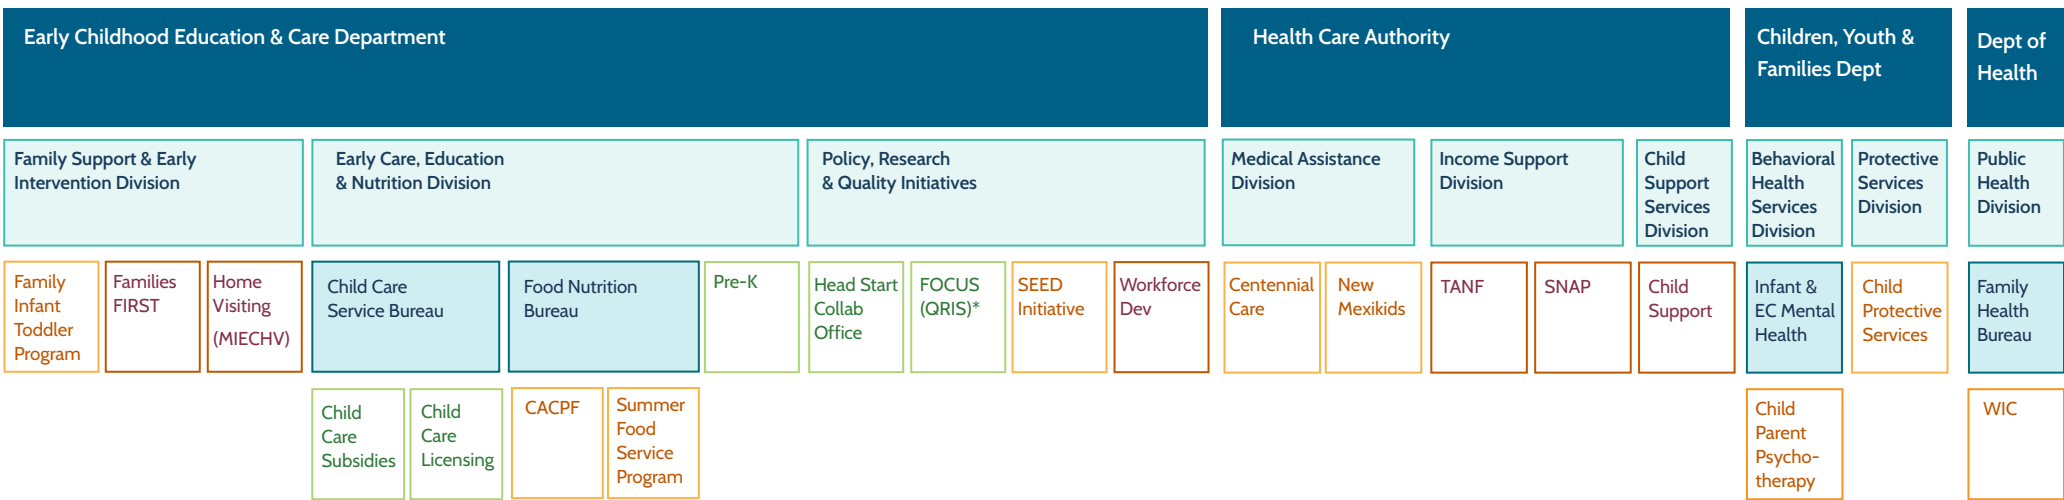 Early Childhood Education & Care Department
Health Care Authority
Children, Youth &
Families Dept
Dept of
Health
Family Support & Early
Intervention Division
Early Care, Education
& Nutrition Division
Policy, Research
& Quality Initiatives
Medical Assistance
Division
Income Support
Division
Child
Support
Services
Division
Behavioral
Health
Services
Division
Protective
Services
Division
Public
Health
Division
Family
Infant
Toddler
Program
Families
FIRST
Home
Visiting
(MIECHV)
Child Care
Service Bureau
Food Nutrition
Bureau
Pre-K
Head Start
Collab
Office
FOCUS
(QRIS)*
SEED
Initiative
Workforce
Dev
Centennial
Care
New
Mexikids
TANF
SNAP
Child
Support
Infant &
EC Mental
Health
Child
Protective
Services
Family
Health
Bureau
Child
Care
Subsidies
Child
Care
Licensing
CACPF
Summer
Food
Service
Program
Child
Parent
Psycho-
therapy
WIC